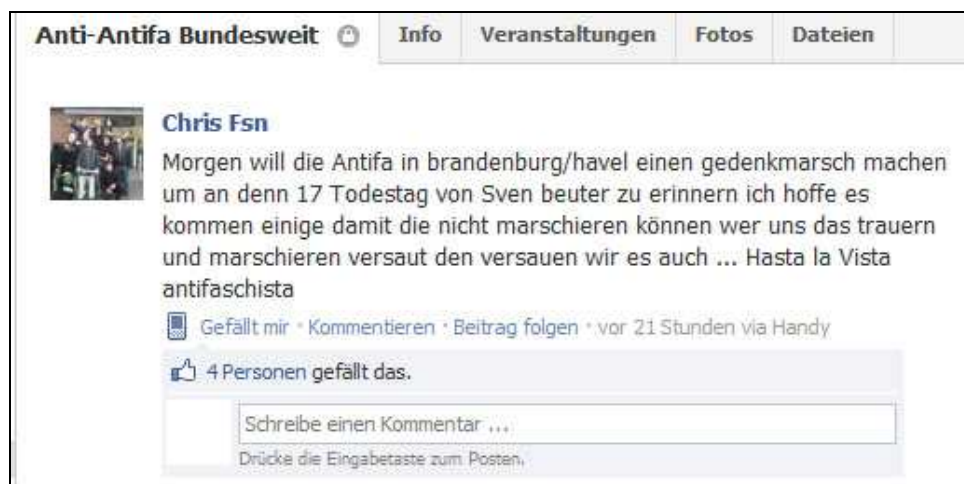 Anti-Antifa Bundesweit Info Veranstaltungen Fotos Dateien
Chris Fsn
Morgen will die Antifa in brandenburg/havel einen gedenkmarsch machen
um an denn 17 Todestag von Sven beuter zu erinnern ich hoffe es
kommen einige damit die nicht marschieren können wer uns das trauern
und marschieren versaut den versauen wir es auch ... Hasta la Vista
antifaschista
Gefällt mir · Kommentieren · Beitrag folgen · vor 21 Stunden via Handy
4 Personen gefällt das.
Schreibe einen Kommentar ...
Drücke die Eingabetaste zum Posten.